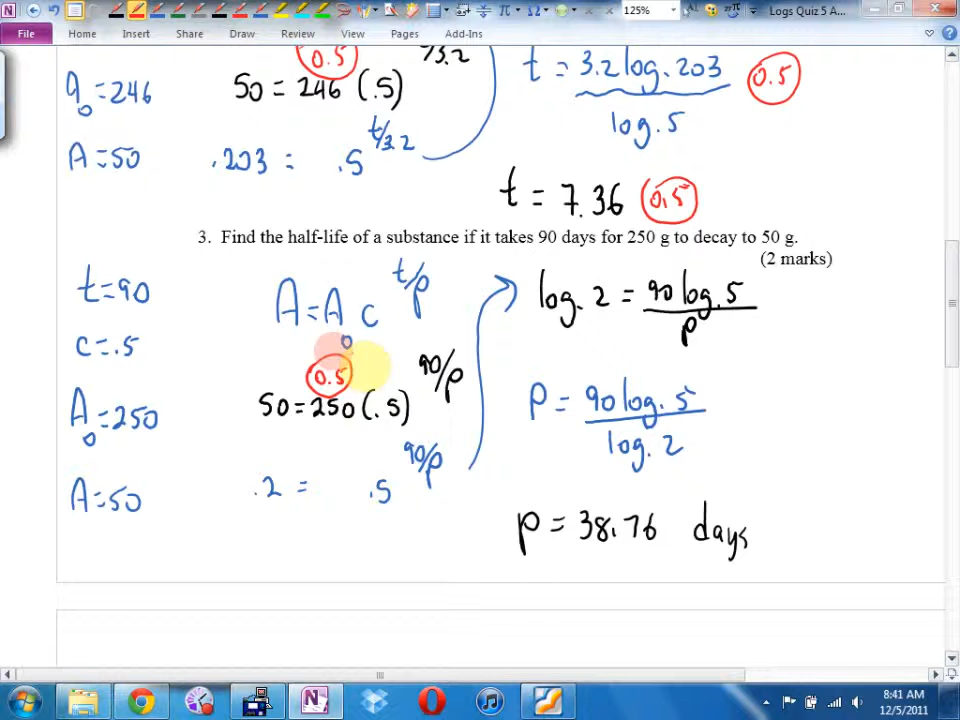 125%
Logs Quiz 5 A...
File Home Insert Share Draw Review Pages View Add-Ins
0.5
/3.2
q₀ = 246
50 = 246 (.5)
t = 3.2 log .203
log .5
0.5
A = 50
.203 = .5 t/3.2
t = 7.36 0.5
3. Find the half-life of a substance if it takes 90 days for 250 g to decay to 50 g.
(2 marks)
t = 90
A = A₀ c t/p
log .2 = 90 log .5
p
c = .5
0.5
A₀ = 250
50 = 250 (.5) 90/p
P = 90 log .5
log .2
A = 50
.2 = .5 90/p
p = 38.76 days
8:41 AM
12/5/2011